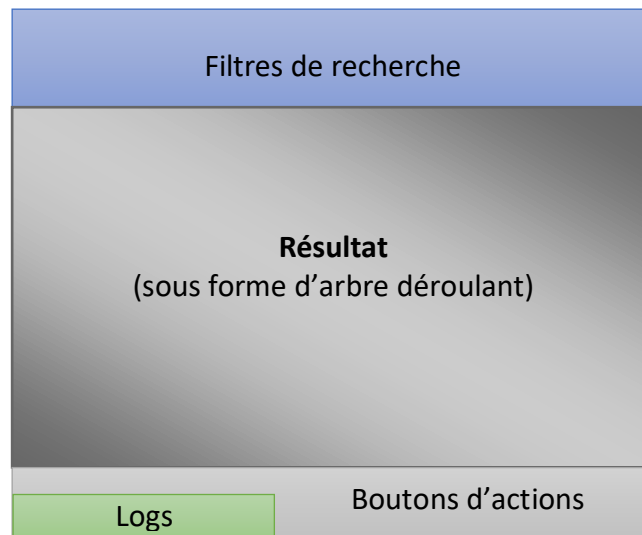 Filtres de recherche
Résultat
(sous forme d’arbre déroulant)
Boutons d’actions
Logs